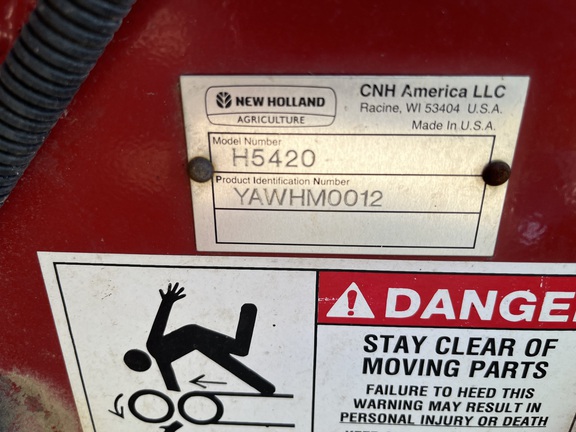 NEW HOLLAND
AGRICULTURE
CNH America LLC
Racine, WI 53404 U.S.A.
Made in U.S.A.
Model Number
H5420
Product Identification Number
YAWHM0012
DANGE
STAY CLEAR OF
MOVING PARTS
FAILURE TO HEED THIS
WARNING MAY RESULT IN
PERSONAL INJURY OR DEATH